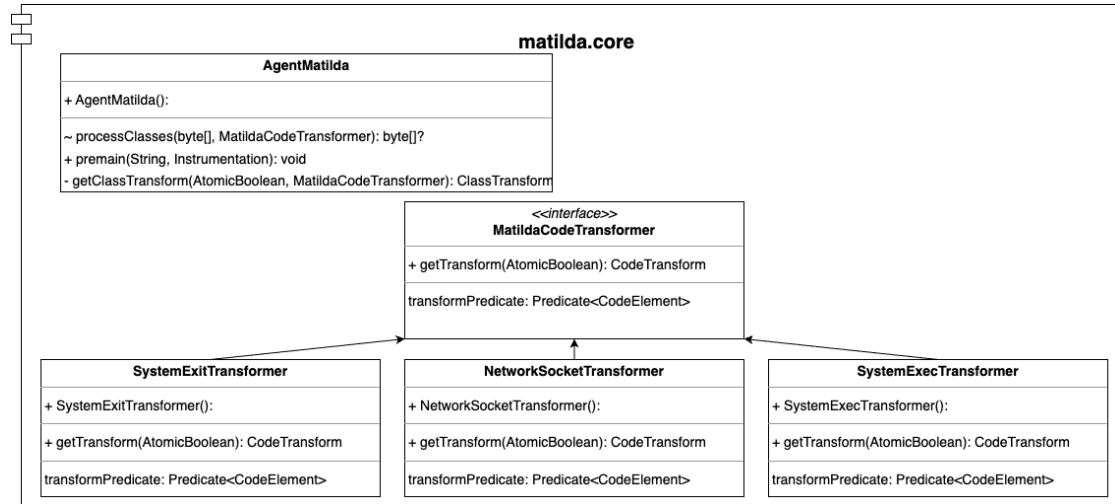 matilda.core
AgentMatilda
+ AgentMatilda():
~ processClasses(byte[], MatildaCodeTransformer): byte[]?
+ premain(String, Instrumentation): void
- getClassTransform(AtomicBoolean, MatildaCodeTransformer): ClassTransform
<<interface>>
MatildaCodeTransformer
+ getTransform(AtomicBoolean): CodeTransform
transformPredicate: Predicate<CodeElement>
SystemExitTransformer
+ SystemExitTransformer():
+ getTransform(AtomicBoolean): CodeTransform
transformPredicate: Predicate<CodeElement>
NetworkSocketTransformer
+ NetworkSocketTransformer():
+ getTransform(AtomicBoolean): CodeTransform
transformPredicate: Predicate<CodeElement>
SystemExecTransformer
+ SystemExecTransformer():
+ getTransform(AtomicBoolean): CodeTransform
transformPredicate: Predicate<CodeElement>